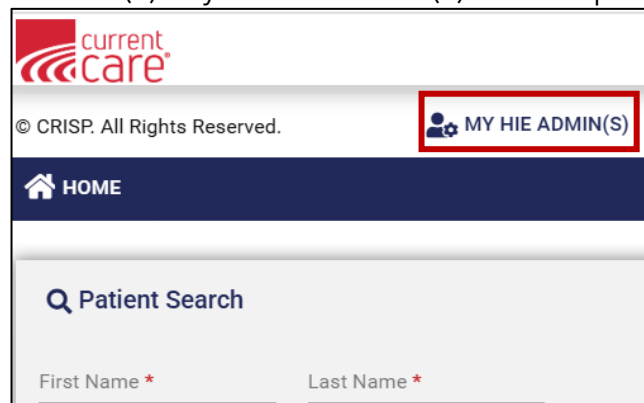 current
care®
© CRISP. All Rights Reserved.
MY HIE ADMIN(S)
HOME
Patient Search
First Name *
Last Name *